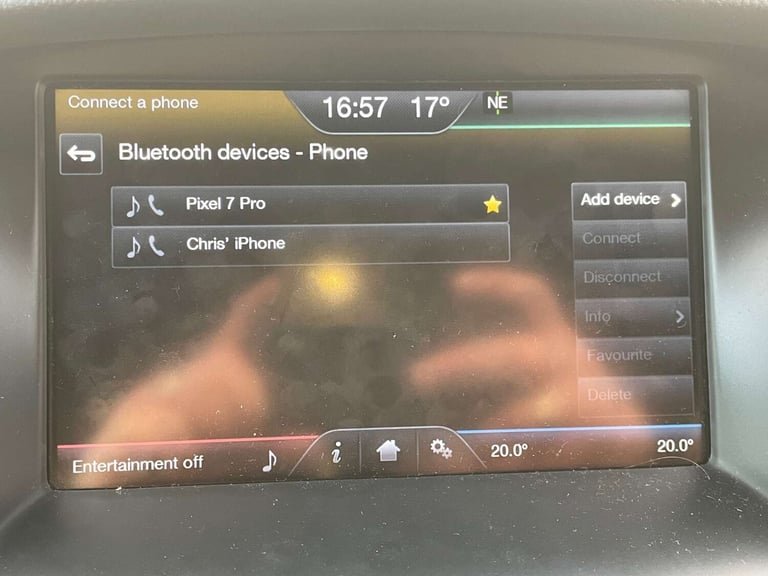 Connect a phone
16:57 17° NE
Bluetooth devices - Phone
Pixel 7 Pro
Chris' iPhone
Add device
Connect
Disconnect
Info
Favourite
Delete
Entertainment off
i
20.0°
20.0°